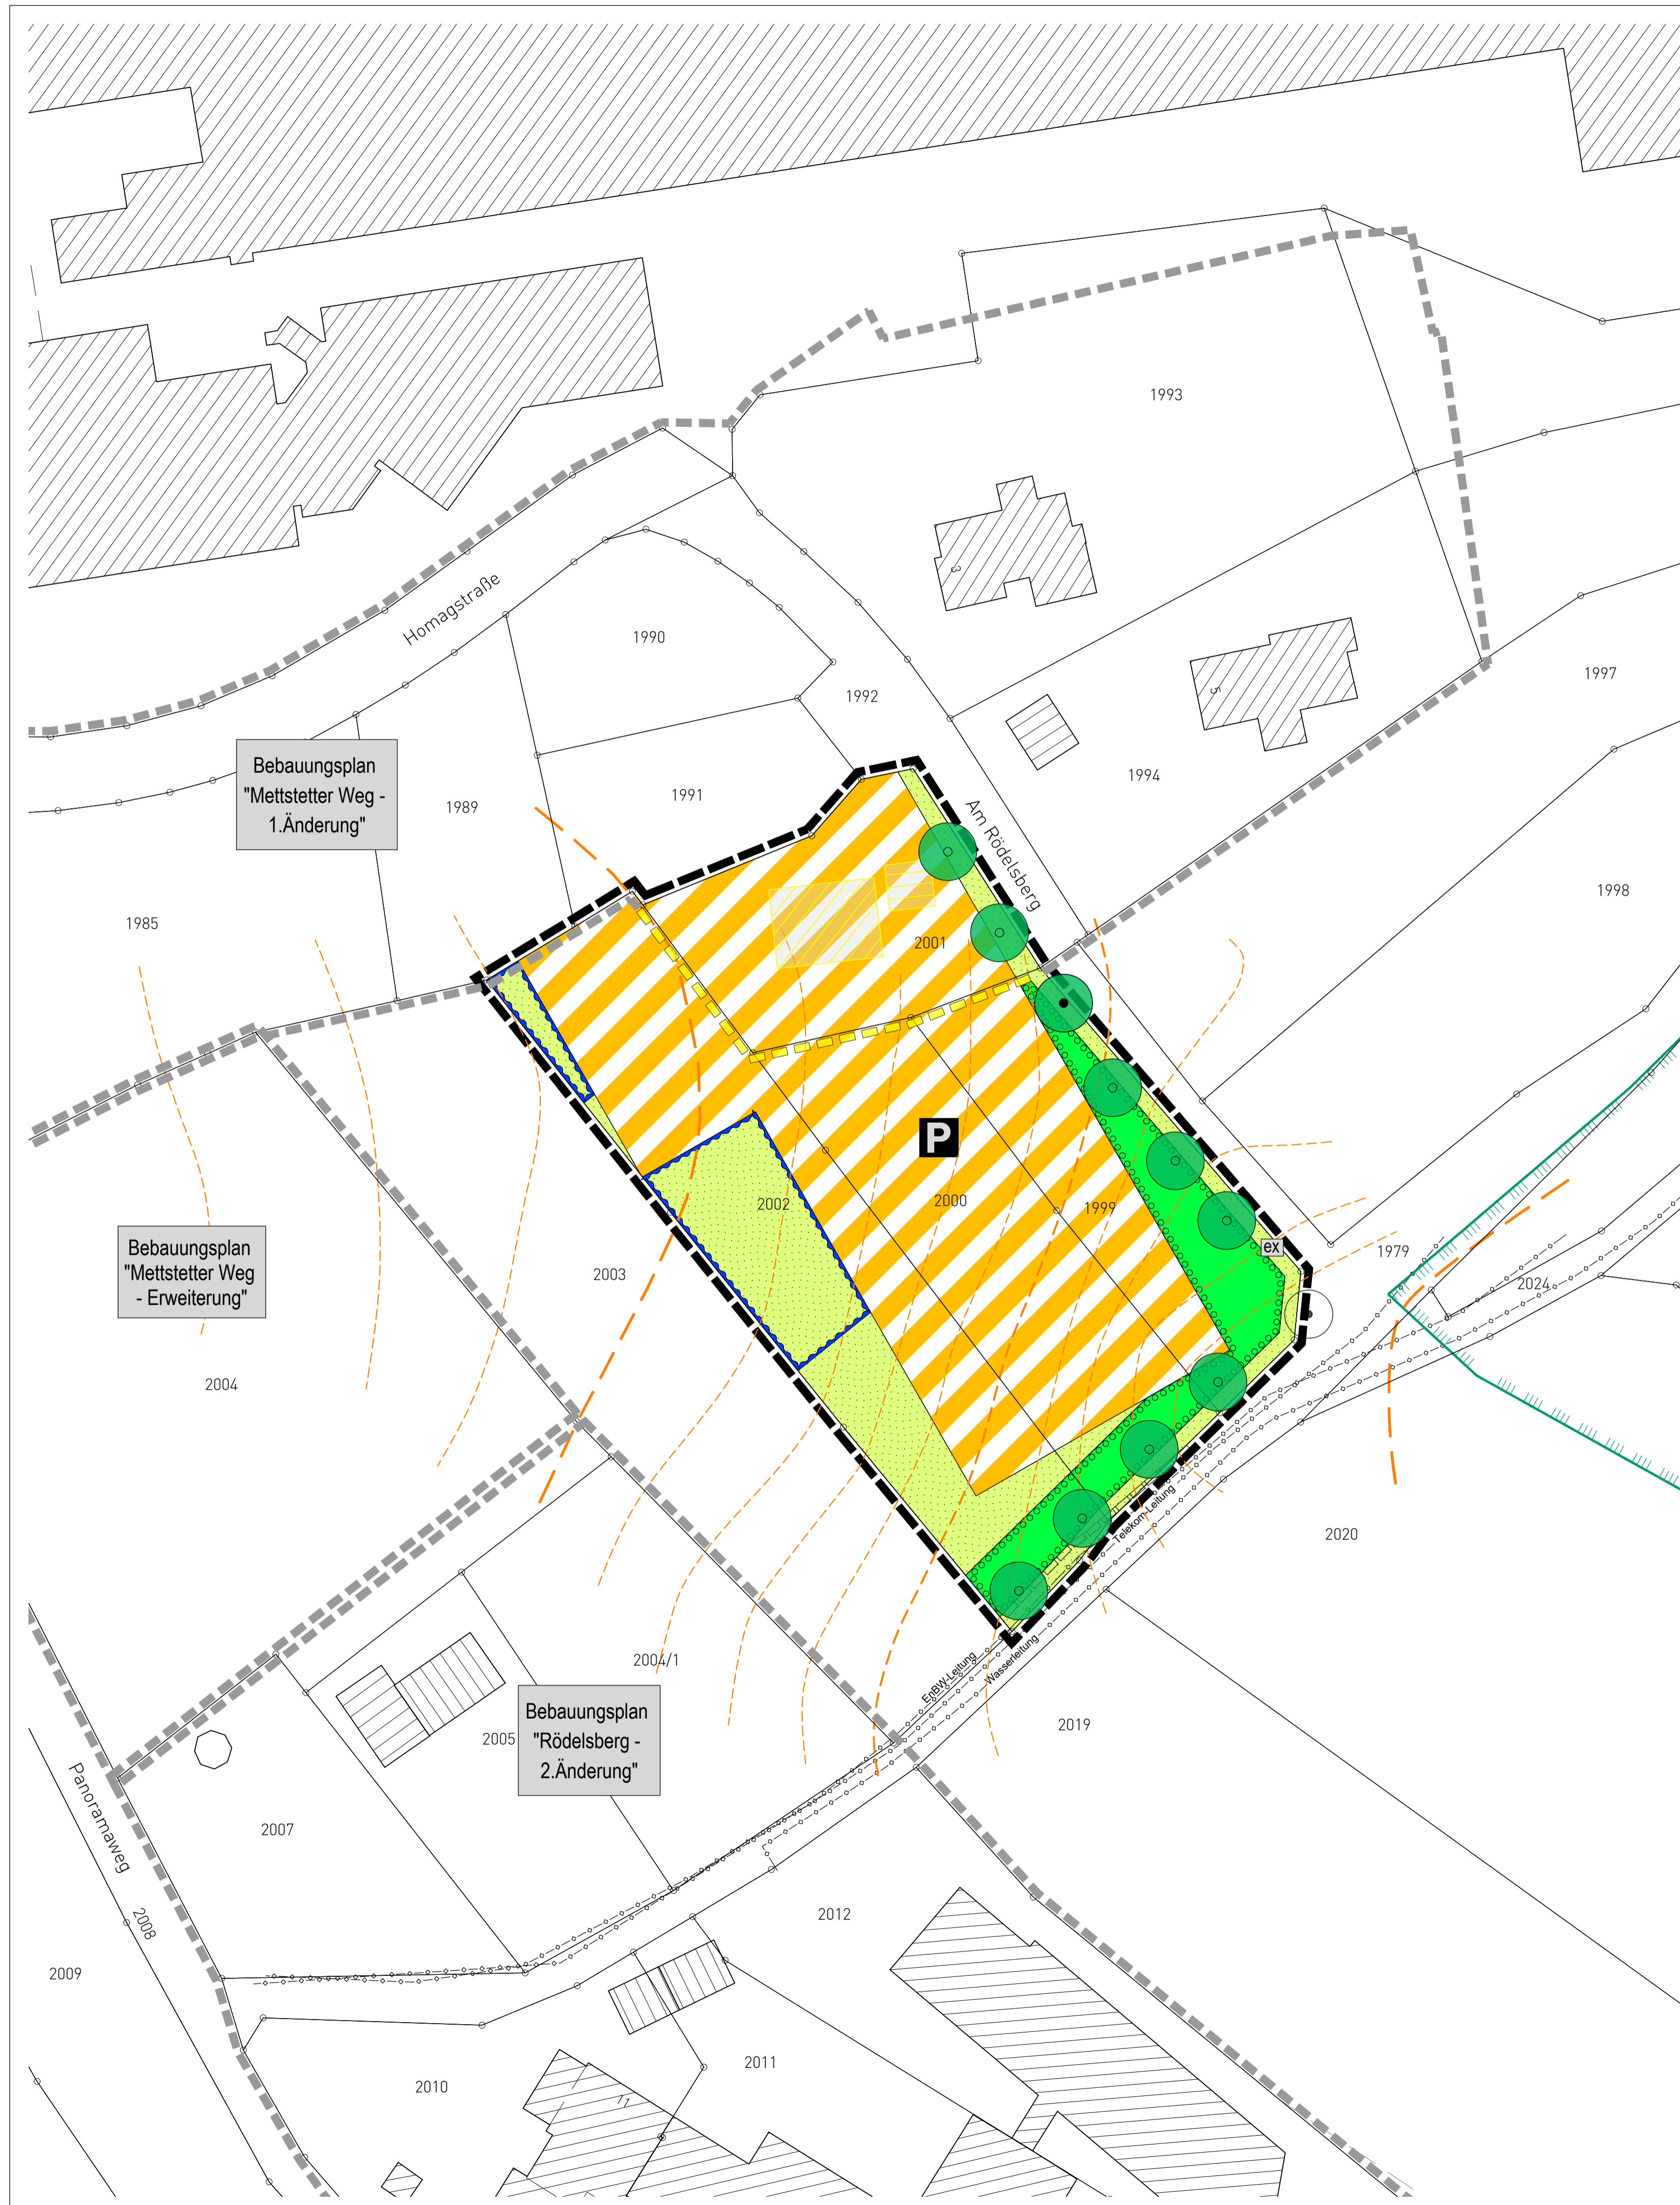 1993
3
Homagstraße
1990
1992
5
1997
Bebauungsplan
"Mettstetter Weg -
1.Änderung"
1989
1991
1994
Am Rödelsberg
1985
2001
1998
P
2002
2000
1999
Bebauungsplan
"Mettstetter Weg
- Erweiterung"
2003
ex
1979
2024
2004
Telekom-Leitung
2020
2004/1
EnBW-Leitung
Wasserleitung
Bebauungsplan
"Rödelsberg -
2.Änderung"
2005
2019
Panoramaweg
2007
2008
2012
2009
2010
2011